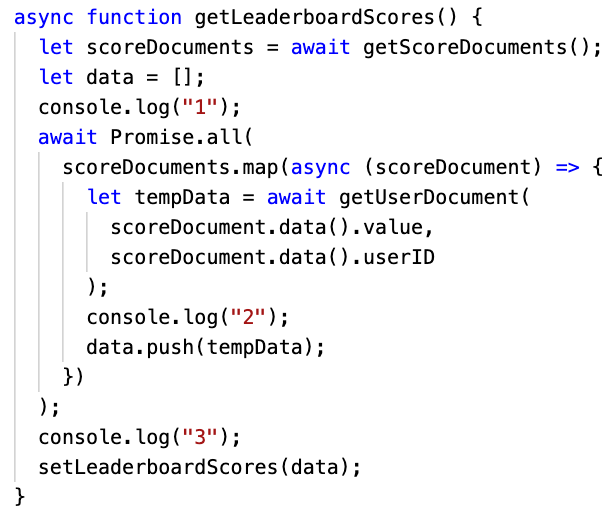 async function getLeaderboardScores() {
  let scoreDocuments = await getScoreDocuments();
  let data = [];
  console.log("1");
  await Promise.all(
    scoreDocuments.map(async (scoreDocument) => {
      let tempData = await getUserDocument(
        scoreDocument.data().value,
        scoreDocument.data().userID
      );
      console.log("2");
      data.push(tempData);
    })
  );
  console.log("3");
  setLeaderboardScores(data);
}